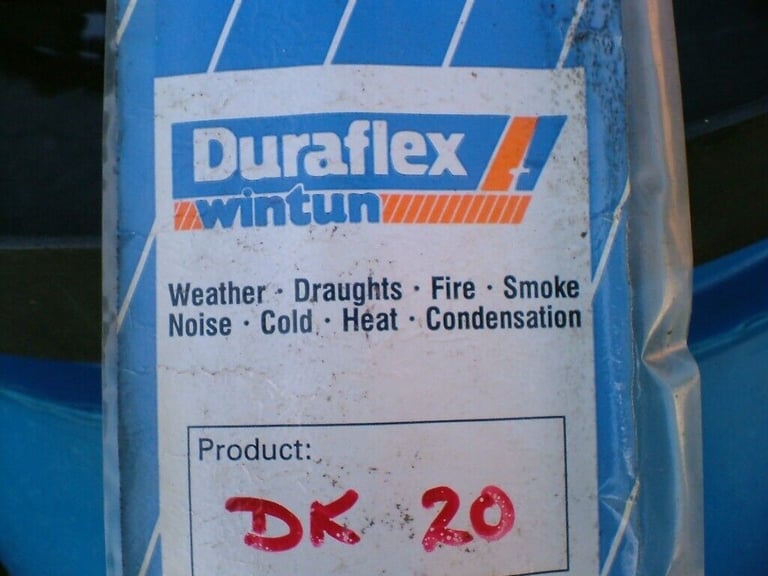 Duraflex
wintun
Weather · Draughts · Fire · Smoke
Noise · Cold · Heat · Condensation
Product:
DK 20